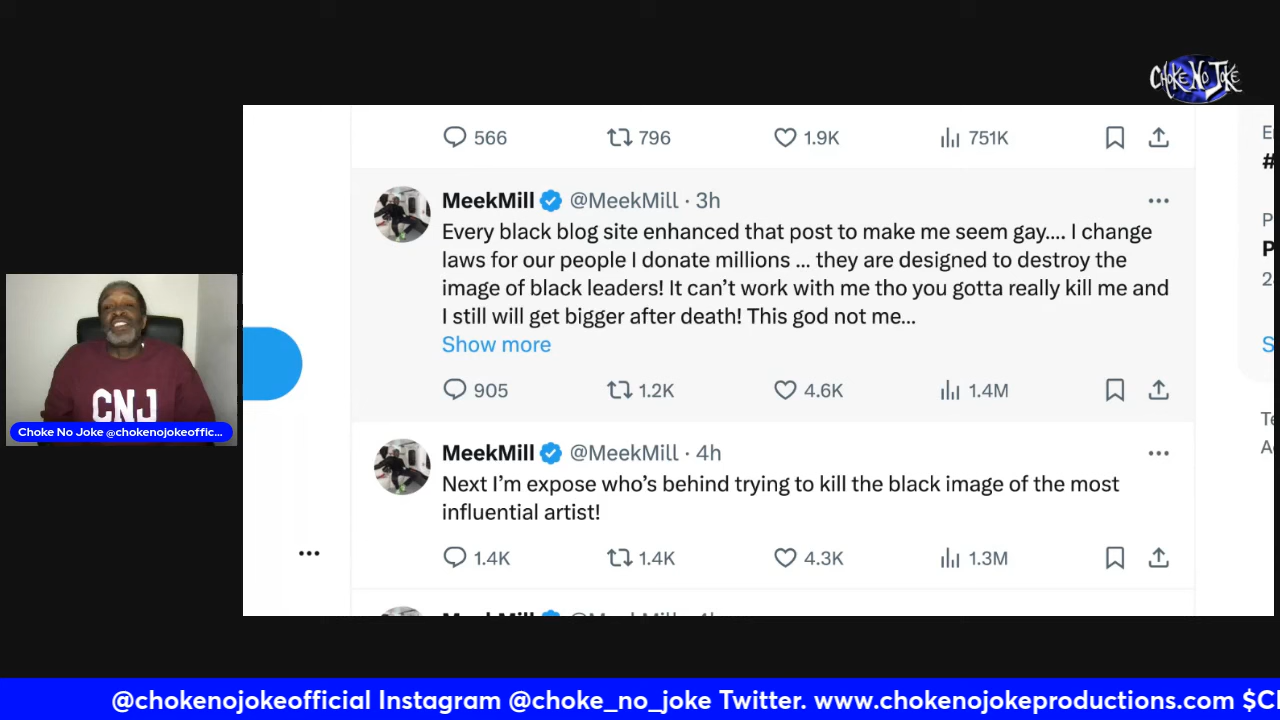 CHOKE NO JOKE
566 796 1.9K 751K
MeekMill @MeekMill · 3h
Every black blog site enhanced that post to make me seem gay.... I change
laws for our people I donate millions ... they are designed to destroy the
image of black leaders! It can’t work with me tho you gotta really kill me and
I still will get bigger after death! This god not me...
Show more
905 1.2K 4.6K 1.4M
MeekMill @MeekMill · 4h
Next I’m expose who’s behind trying to kill the black image of the most
influential artist!
1.4K 1.4K 4.3K 1.3M
CNJ
Choke No Joke @chokenojokeoffic...
@chokenojokeofficial Instagram @choke_no_joke Twitter. www.chokenojokeproductions.com